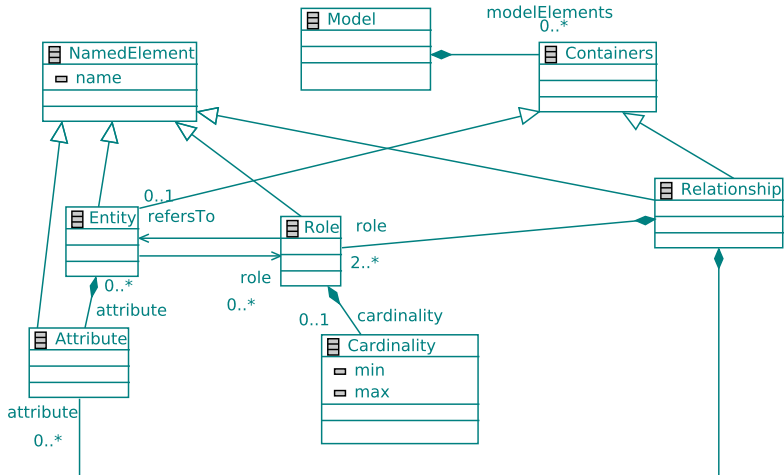 modelElements
Model
0..*
NamedElement
Containers
name
Relationship
0..1
Entity
refersTo
Role
role
2..*
role
0..*
0..*
attribute
0..1
cardinality
Attribute
Cardinality
min
max
attribute
0..*